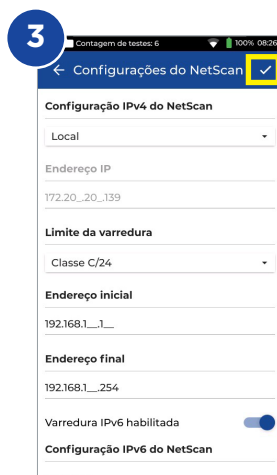 3
Contagem de testes: 6 100% 08:26
Configurações do NetScan
Configuração IPv4 do NetScan
Local
Endereço IP
172.20_.20_.139
Limite da varredura
Classe C/24
Endereço inicial
192.168.1__.1__
Endereço final
192.168.1__.254
Varredura IPv6 habilitada
Configuração IPv6 do NetScan